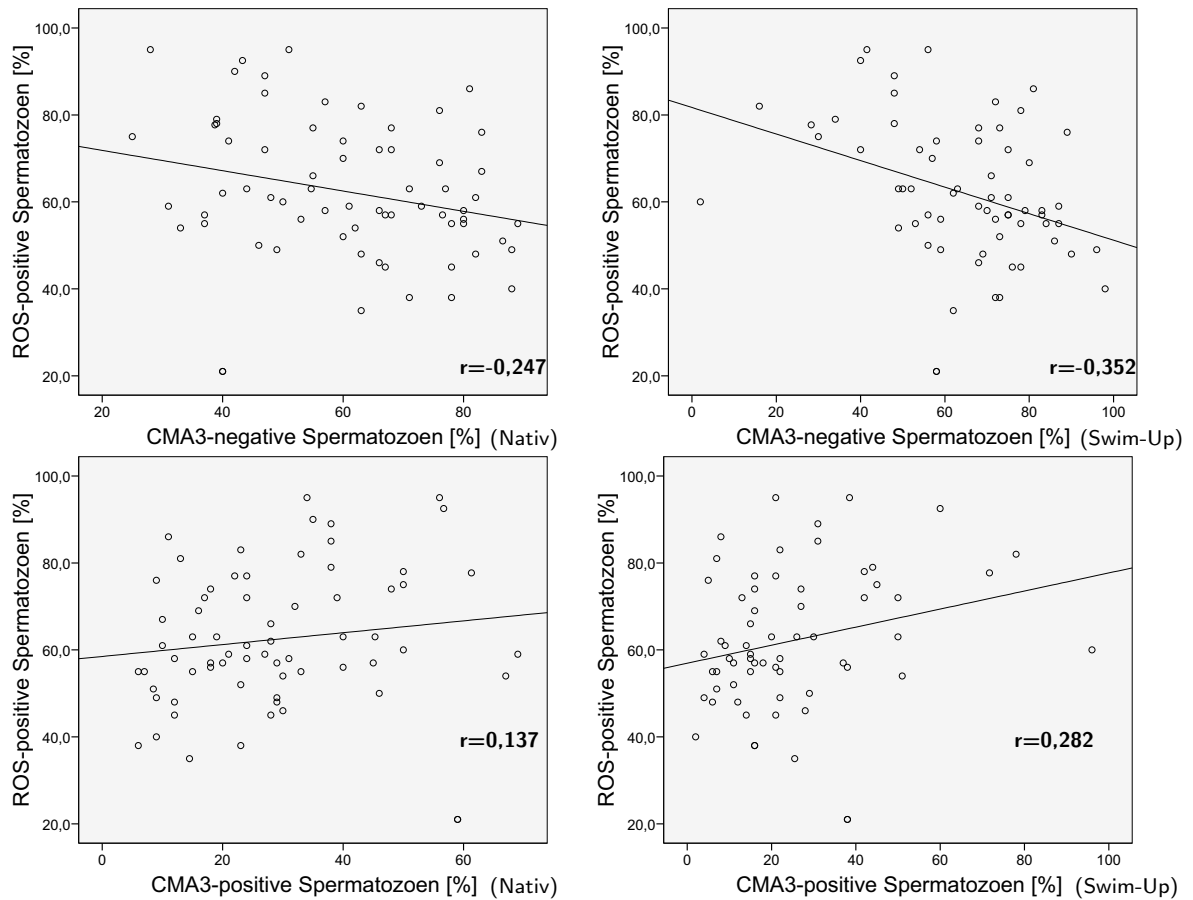 100,0
80,0
60,0
40,0
20,0
ROS-positive Spermatozoen [%]
r=-0,247
20 40 60 80
CMA3-negative Spermatozoen [%] (Nativ)
100,0
80,0
60,0
40,0
20,0
ROS-positive Spermatozoen [%]
r=-0,352
0 20 40 60 80 100
CMA3-negative Spermatozoen [%] (Swim-Up)
100,0
80,0
60,0
40,0
20,0
ROS-positive Spermatozoen [%]
r=0,137
0 20 40 60
CMA3-positive Spermatozoen [%] (Nativ)
100,0
80,0
60,0
40,0
20,0
ROS-positive Spermatozoen [%]
r=0,282
0 20 40 60 80 100
CMA3-positive Spermatozoen [%] (Swim-Up)